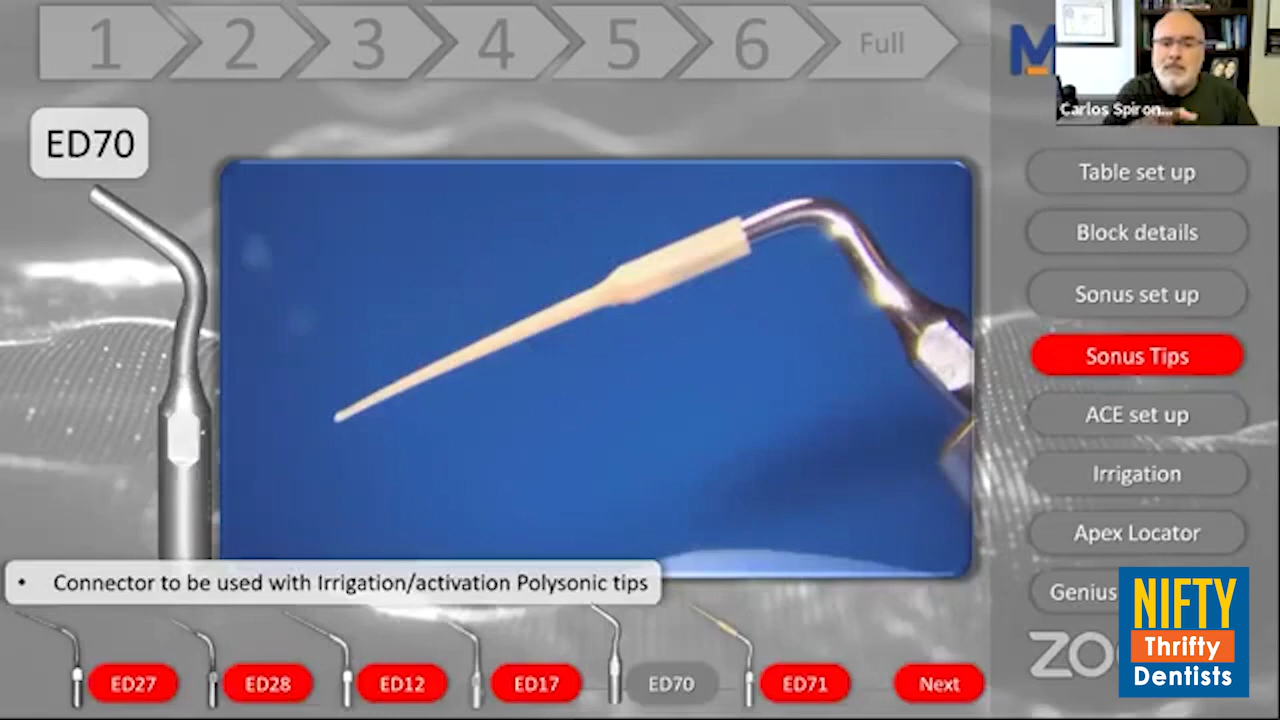 1 2 3 4 5 6 Full
M
Carlos Spiron...
ED70
Table set up
Block details
Sonus set up
Sonus Tips
ACE set up
Irrigation
Apex Locator
Genius
• Connector to be used with Irrigation/activation Polysonic tips
ED27 ED28 ED12 ED17 ED70 ED71 Next
ZO
NIFTY
Thrifty
Dentists